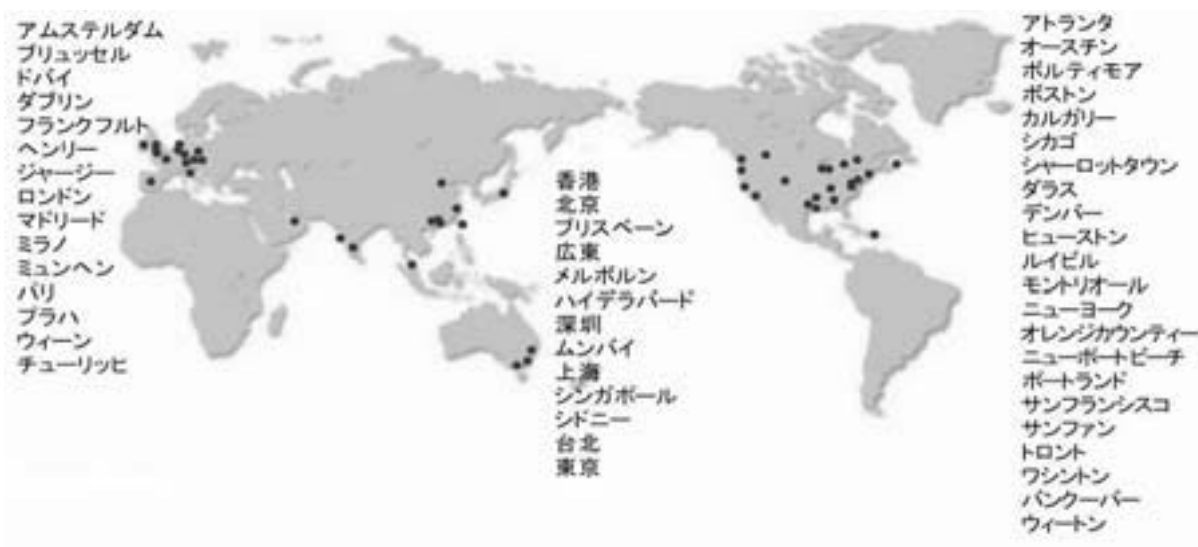 アムステルダム
ブリュッセル
ドバイ
ダブリン
フランクフルト
ヘンリー
ジャージー
ロンドン
マドリード
ミラノ
ミュンヘン
パリ
プラハ
ウィーン
チューリッヒ
香港
北京
ブリスベーン
広東
メルボルン
ハイデラバード
深圳
ムンバイ
上海
シンガポール
シドニー
台北
東京
アトランタ
オースチン
ボルティモア
ボストン
カルガリー
シカゴ
シャーロットタウン
ダラス
デンバー
ヒューストン
ルイビル
モントリオール
ニューヨーク
オレンジカウンティー
ニューポートビーチ
ポートランド
サンフランシスコ
サンファン
トロント
ワシントン
バンクーバー
ウィートン